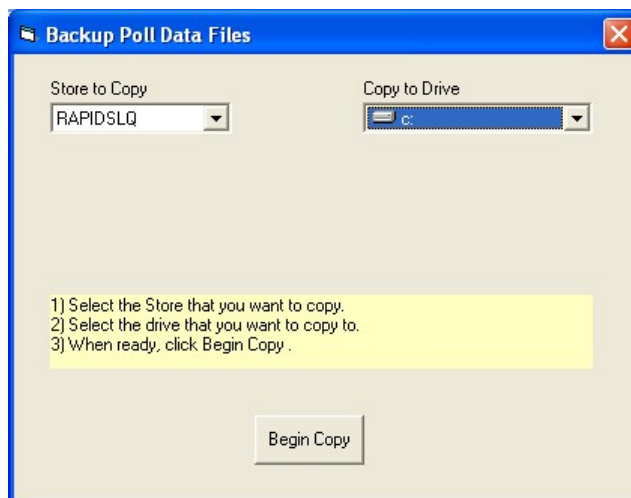 Backup Poll Data Files
Store to Copy
Copy to Drive
RAPIDSLQ
c:
1) Select the Store that you want to copy.
2) Select the drive that you want to copy to.
3) When ready, click Begin Copy .
Begin Copy